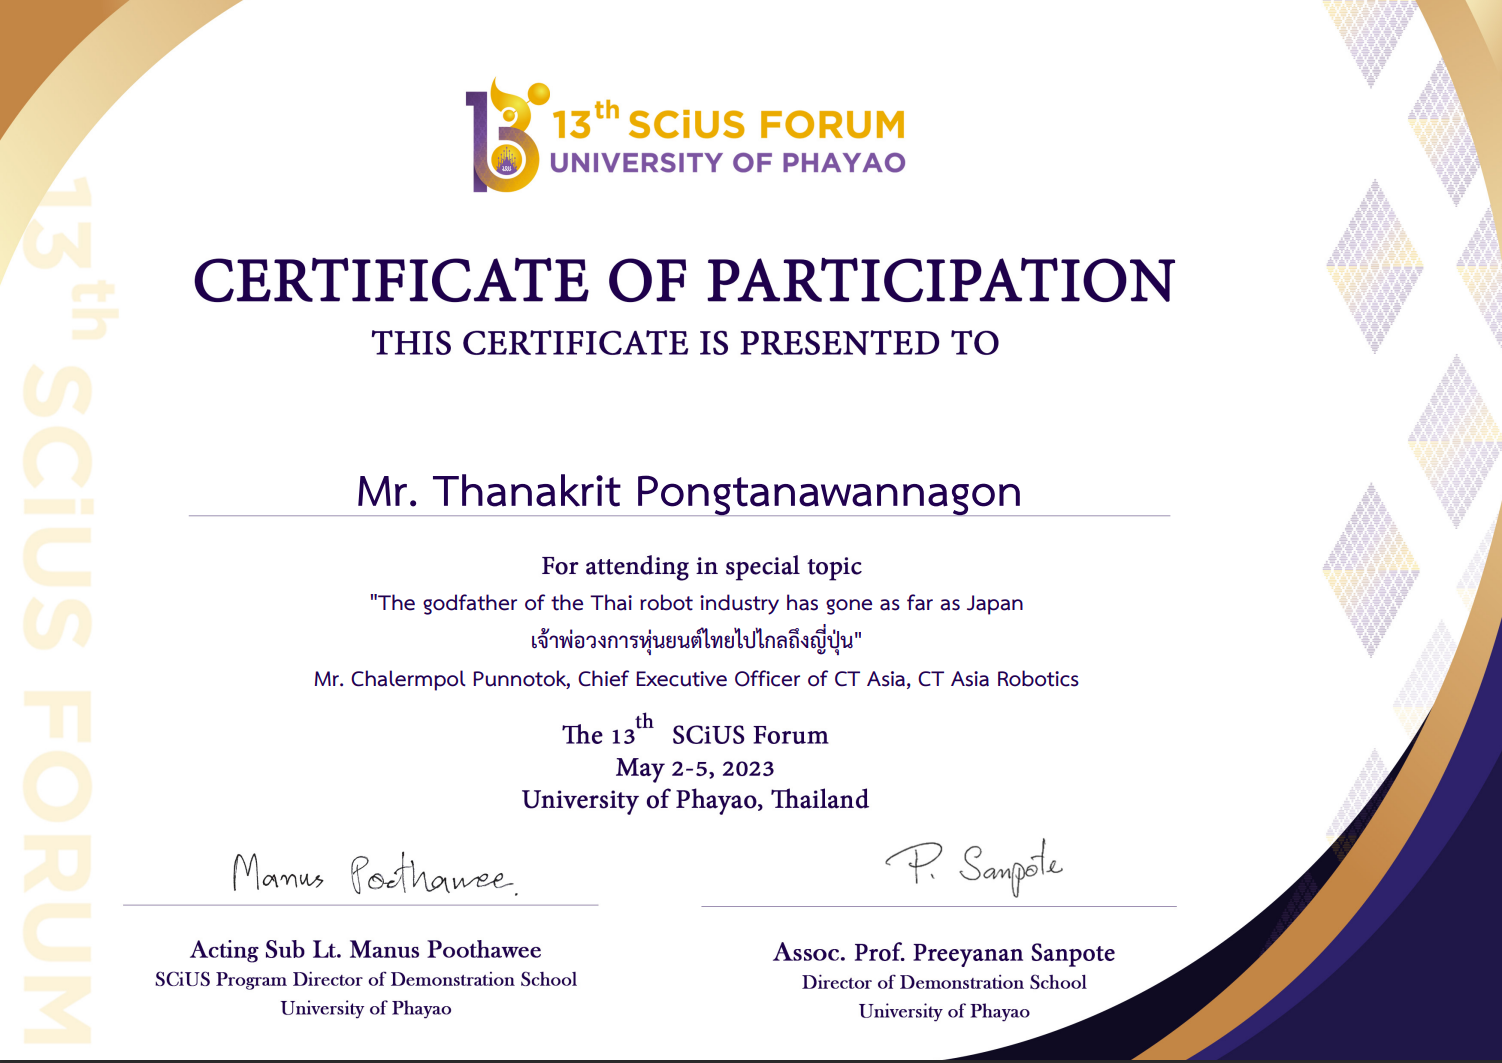 13th SCiUS FORUM
UNIVERSITY OF PHAYAO
CERTIFICATE OF PARTICIPATION
THIS CERTIFICATE IS PRESENTED TO
Mr. Thanakrit Pongtanawannagon
For attending in special topic
"The godfather of the Thai robot industry has gone as far as Japan
เจ้าพ่อวงการหุ่นยนต์ไทยไปไกลถึงญี่ปุ่น"
Mr. Chalermpol Punnotok, Chief Executive Officer of CT Asia, CT Asia Robotics
The 13th SCiUS Forum
May 2-5, 2023
University of Phayao, Thailand
Manus Poothawee.
Acting Sub Lt. Manus Poothawee
SCiUS Program Director of Demonstration School
University of Phayao
P. Sanpote
Assoc. Prof. Preeyanan Sanpote
Director of Demonstration School
University of Phayao
13th SCiUS FORUM